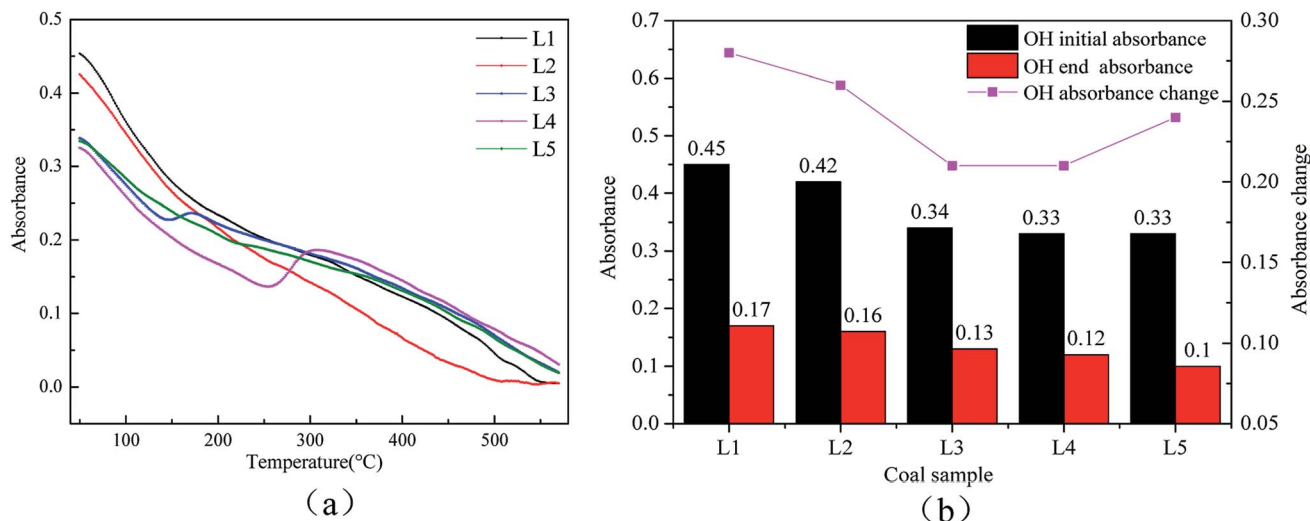 0.5
0.4
0.3
0.2
0.1
0.0
Absorbance
100
200
300
400
500
Temperature(°C)
L1
L2
L3
L4
L5
(a)
0.7
0.6
0.5
0.4
0.3
0.2
0.1
0.0
Absorbance
OH initial absorbance
OH end absorbance
OH absorbance change
0.45
0.42
0.34
0.33
0.33
0.17
0.16
0.13
0.12
0.1
L1
L2
L3
L4
L5
Coal sample
0.30
0.25
0.20
0.15
0.10
0.05
Absorbance change
(b)